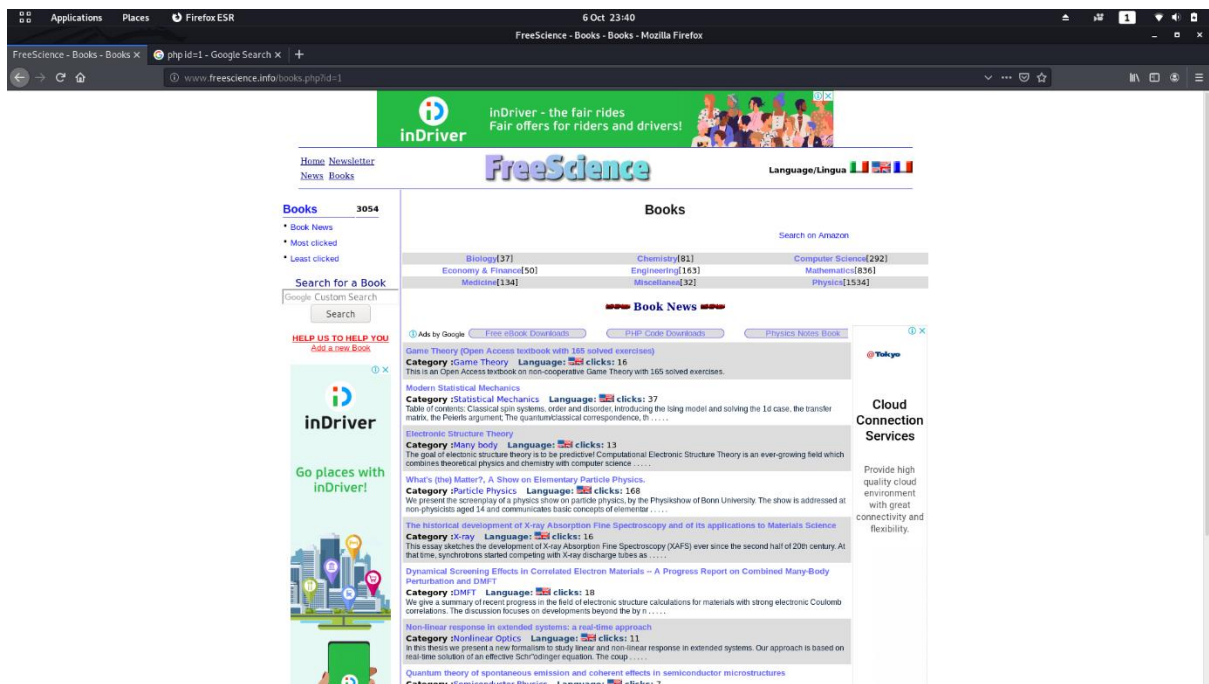 Applications Places Firefox ESR 6 Oct 23:40 1
FreeScience - Books - Books - Mozilla Firefox
FreeScience - Books - Books × php id=1 - Google Search × +
www.freescience.info/books.php?id=1
inDriver
inDriver - the fair rides
Fair offers for riders and drivers!
Home Newsletter
News Books
FreeScience
Language/Lingua
Books 3054
Book News
Most clicked
Least clicked
Search for a Book
Google Custom Search
Search
HELP US TO HELP YOU
Add a new Book
inDriver
Go places with
inDriver!
Books
Search on Amazon
Biology[37] Chemistry[81] Computer Science[292]
Economy & Finance[50] Engineering[163] Mathematics[836]
Medicine[134] Miscellanea[32] Physics[1534]
Book News
Ads by Google Free eBook Downloads PHP Code Downloads Physics Notes Book
Game Theory (Open Access textbook with 165 solved exercises)
Category :Game Theory Language: clicks: 16
This is an Open Access textbook on non-cooperative Game Theory with 165 solved exercises.
Modern Statistical Mechanics
Category :Statistical Mechanics Language: clicks: 37
Table of contents: Classical spin systems, order and disorder, introducing the Ising model and solving the 1d case, the transfer
matrix, the Peierls argument, The quantum/classical correspondence, th . . . . .
Electronic Structure Theory
Category :Many body Language: clicks: 13
The goal of electonic structure theory is to be predictive! Computational Electronic Structure Theory is an ever-growing field which
combines theoretical physics and chemistry with computer science . . . . .
What's (the) Matter?, A Show on Elementary Particle Physics.
Category :Particle Physics Language: clicks: 168
We present the screenplay of a physics show on particle physics, by the Physikshow of Bonn University. The show is addressed at
non-physicists aged 14 and communicates basic concepts of elementar . . . . .
The historical development of X-ray Absorption Fine Spectroscopy and of its applications to Materials Science
Category :X-ray Language: clicks: 16
This essay sketches the development of X-ray Absorption Fine Spectroscopy (XAFS) ever since the second half of 20th century. At
that time, synchrotrons started competing with X-ray discharge tubes as . . . . .
Dynamical Screening Effects in Correlated Electron Materials -- A Progress Report on Combined Many-Body
Perturbation and DMFT
Category :DMFT Language: clicks: 18
We give a summary of recent progress in the field of electronic structure calculations for materials with strong electronic Coulomb
correlations. The discussion focuses on developments beyond the by n . . . . .
Non-linear response in extended systems: a real-time approach
Category :Nonlinear Optics Language: clicks: 11
In this thesis we present a new formalism to study linear and non-linear response in extended systems. Our approach is based on
real-time solution of an effective Schr"odinger equation. The coup . . . . .
Quantum theory of spontaneous emission and coherent effects in semiconductor microstructures
Category :Semiconductor Physics Language: clicks: 7
@Tokyo
Cloud
Connection
Services
Provide high
quality cloud
environment
with great
connectivity and
flexibility.